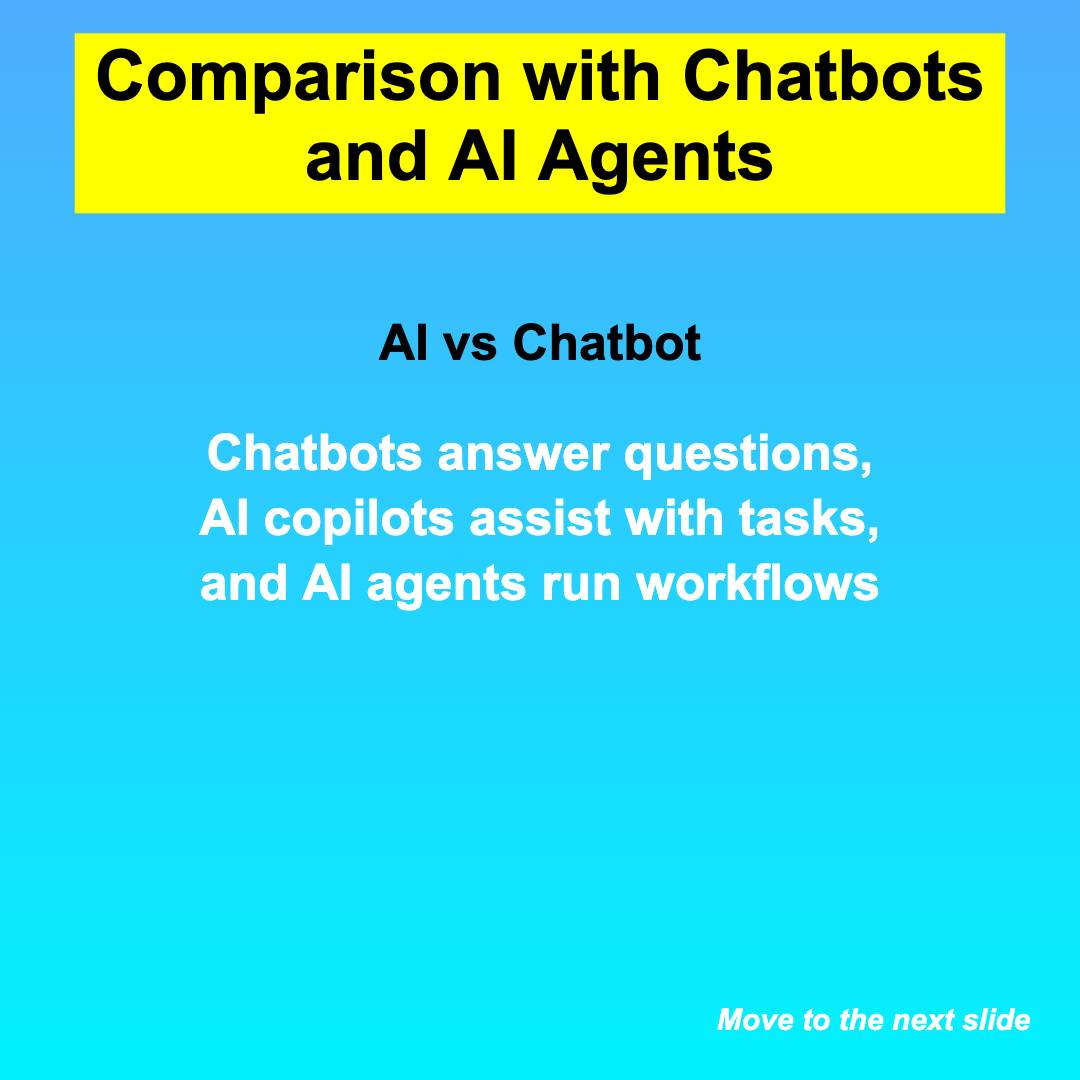 Comparison with Chatbots
and AI Agents
AI vs Chatbot
Chatbots answer questions,
AI copilots assist with tasks,
and AI agents run workflows
Move to the next slide